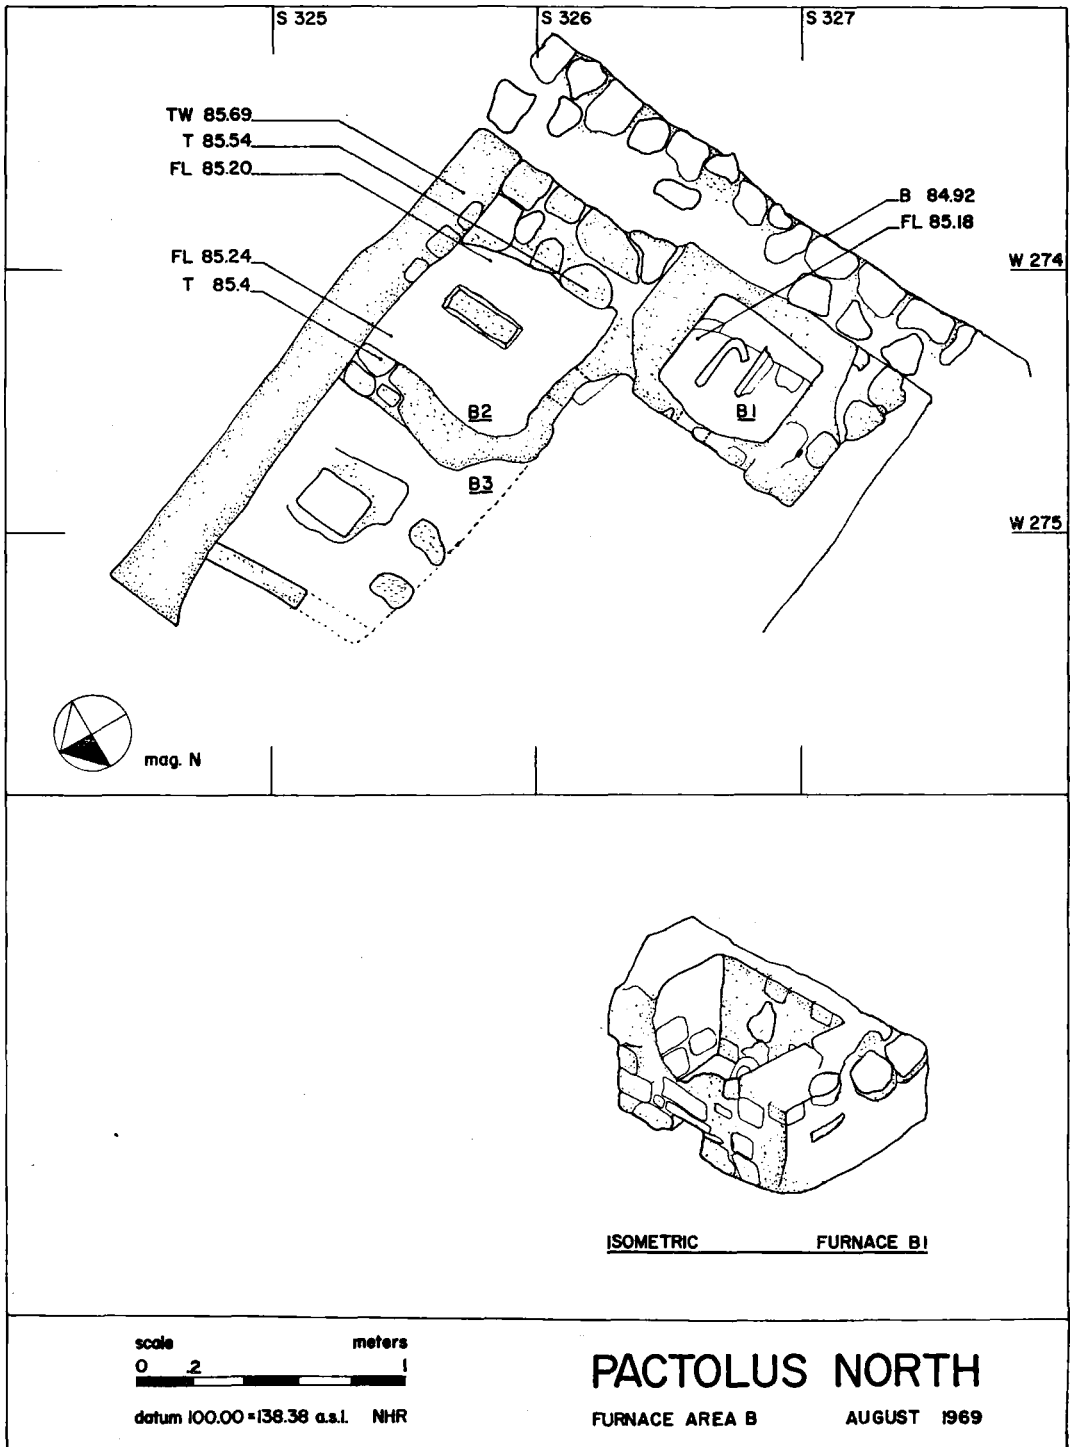 S 325
S 326
S 327
TW 85.69
T 85.54
FL 85.20
B 84.92
FL 85.18
W 274
FL 85.24
T 85.4
B2
B1
B3
W 275
mag. N
ISOMETRIC FURNACE B1
scale meters
0 .2 1
datum 100.00=138.38 a.s.l. NHR
PACTOLUS NORTH
FURNACE AREA B AUGUST 1969